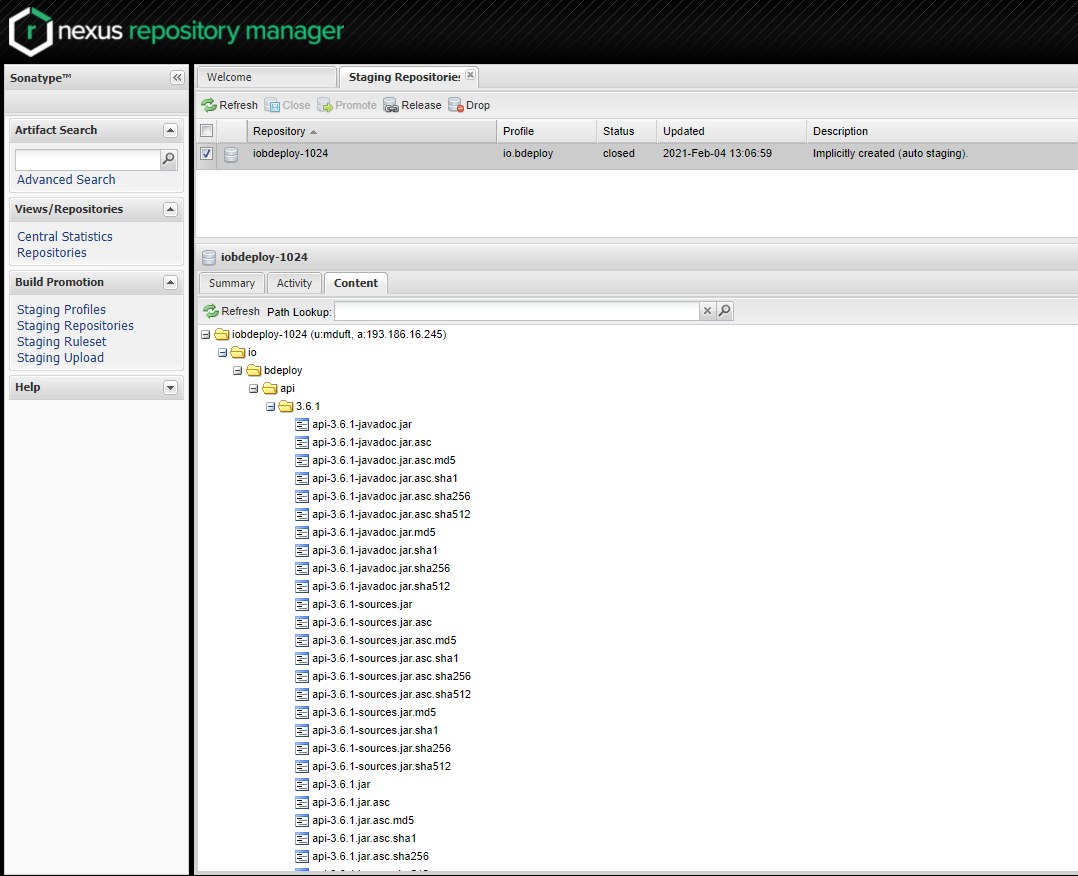 nexus repository manager
Sonatype™
Artifact Search
Advanced Search
Views/Repositories
Central Statistics
Repositories
Build Promotion
Staging Profiles
Staging Repositories
Staging Ruleset
Staging Upload
Help
Welcome
Staging Repositories
Refresh Close Promote Release Drop
Repository Profile Status Updated Description
iobdeploy-1024 io.bdeploy closed 2021-Feb-04 13:06:59 Implicitly created (auto staging).
iobdeploy-1024
Summary Activity Content
Refresh Path Lookup:
iobdeploy-1024 (u:mduft, a:193.186.16.245)
io
bdeploy
api
3.6.1
api-3.6.1-javadoc.jar
api-3.6.1-javadoc.jar.asc
api-3.6.1-javadoc.jar.asc.md5
api-3.6.1-javadoc.jar.asc.sha1
api-3.6.1-javadoc.jar.asc.sha256
api-3.6.1-javadoc.jar.asc.sha512
api-3.6.1-javadoc.jar.md5
api-3.6.1-javadoc.jar.sha1
api-3.6.1-javadoc.jar.sha256
api-3.6.1-javadoc.jar.sha512
api-3.6.1-sources.jar
api-3.6.1-sources.jar.asc
api-3.6.1-sources.jar.asc.md5
api-3.6.1-sources.jar.asc.sha1
api-3.6.1-sources.jar.asc.sha256
api-3.6.1-sources.jar.asc.sha512
api-3.6.1-sources.jar.md5
api-3.6.1-sources.jar.sha1
api-3.6.1-sources.jar.sha256
api-3.6.1-sources.jar.sha512
api-3.6.1.jar
api-3.6.1.jar.asc
api-3.6.1.jar.asc.md5
api-3.6.1.jar.asc.sha1
api-3.6.1.jar.asc.sha256